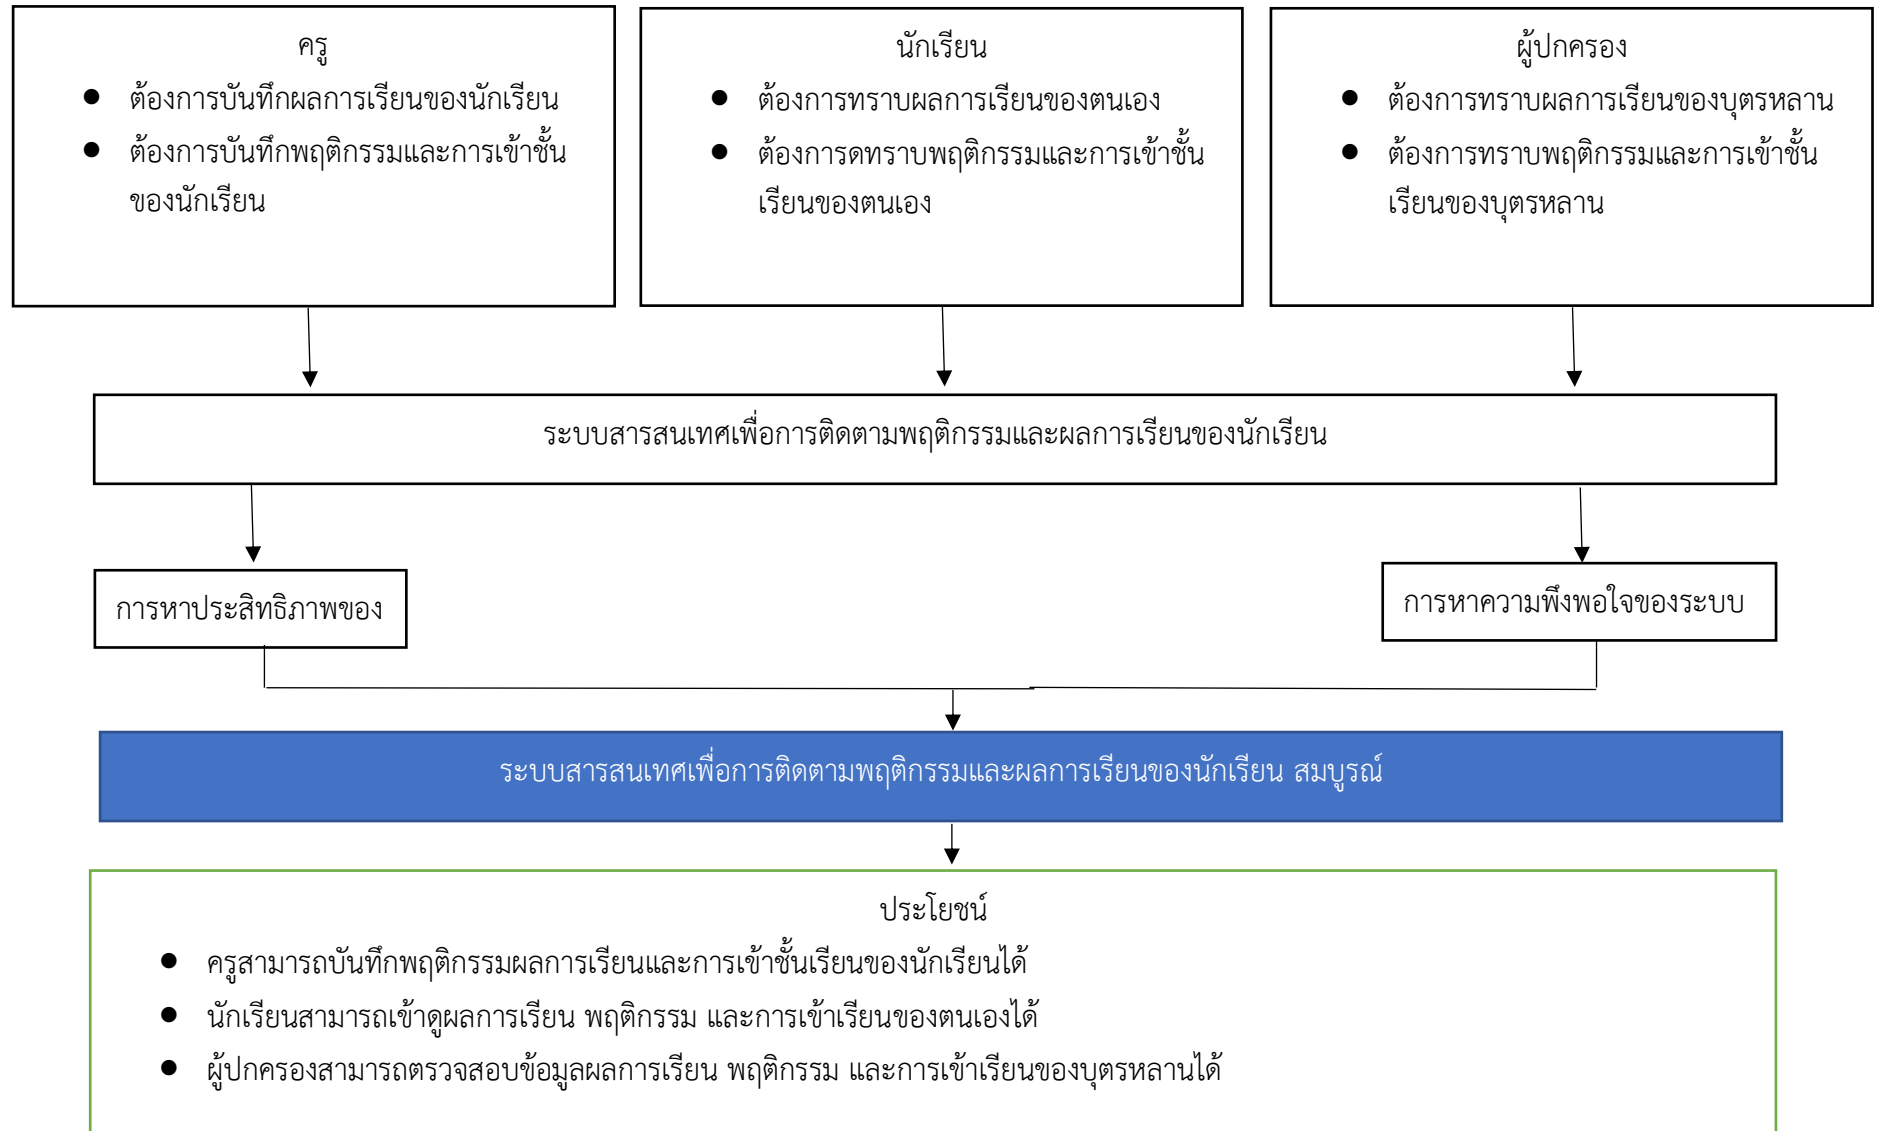 ครู
● ต้องการบันทึกผลการเรียนของนักเรียน
● ต้องการบันทึกพฤติกรรมและการเข้าชั้น
ของนักเรียน
นักเรียน
● ต้องการทราบผลการเรียนของตนเอง
● ต้องการดทราบพฤติกรรมและการเข้าชั้น
เรียนของตนเอง
ผู้ปกครอง
● ต้องการทราบผลการเรียนของบุตรหลาน
● ต้องการทราบพฤติกรรมและการเข้าชั้น
เรียนของบุตรหลาน
ระบบสารสนเทศเพื่อการติดตามพฤติกรรมและผลการเรียนของนักเรียน
การหาประสิทธิภาพของ
การหาความพึงพอใจของระบบ
ระบบสารสนเทศเพื่อการติดตามพฤติกรรมและผลการเรียนของนักเรียน สมบูรณ์
ประโยชน์
● ครูสามารถบันทึกพฤติกรรมผลการเรียนและการเข้าชั้นเรียนของนักเรียนได้
● นักเรียนสามารถเข้าดูผลการเรียน พฤติกรรม และการเข้าเรียนของตนเองได้
● ผู้ปกครองสามารถตรวจสอบข้อมูลผลการเรียน พฤติกรรม และการเข้าเรียนของบุตรหลานได้